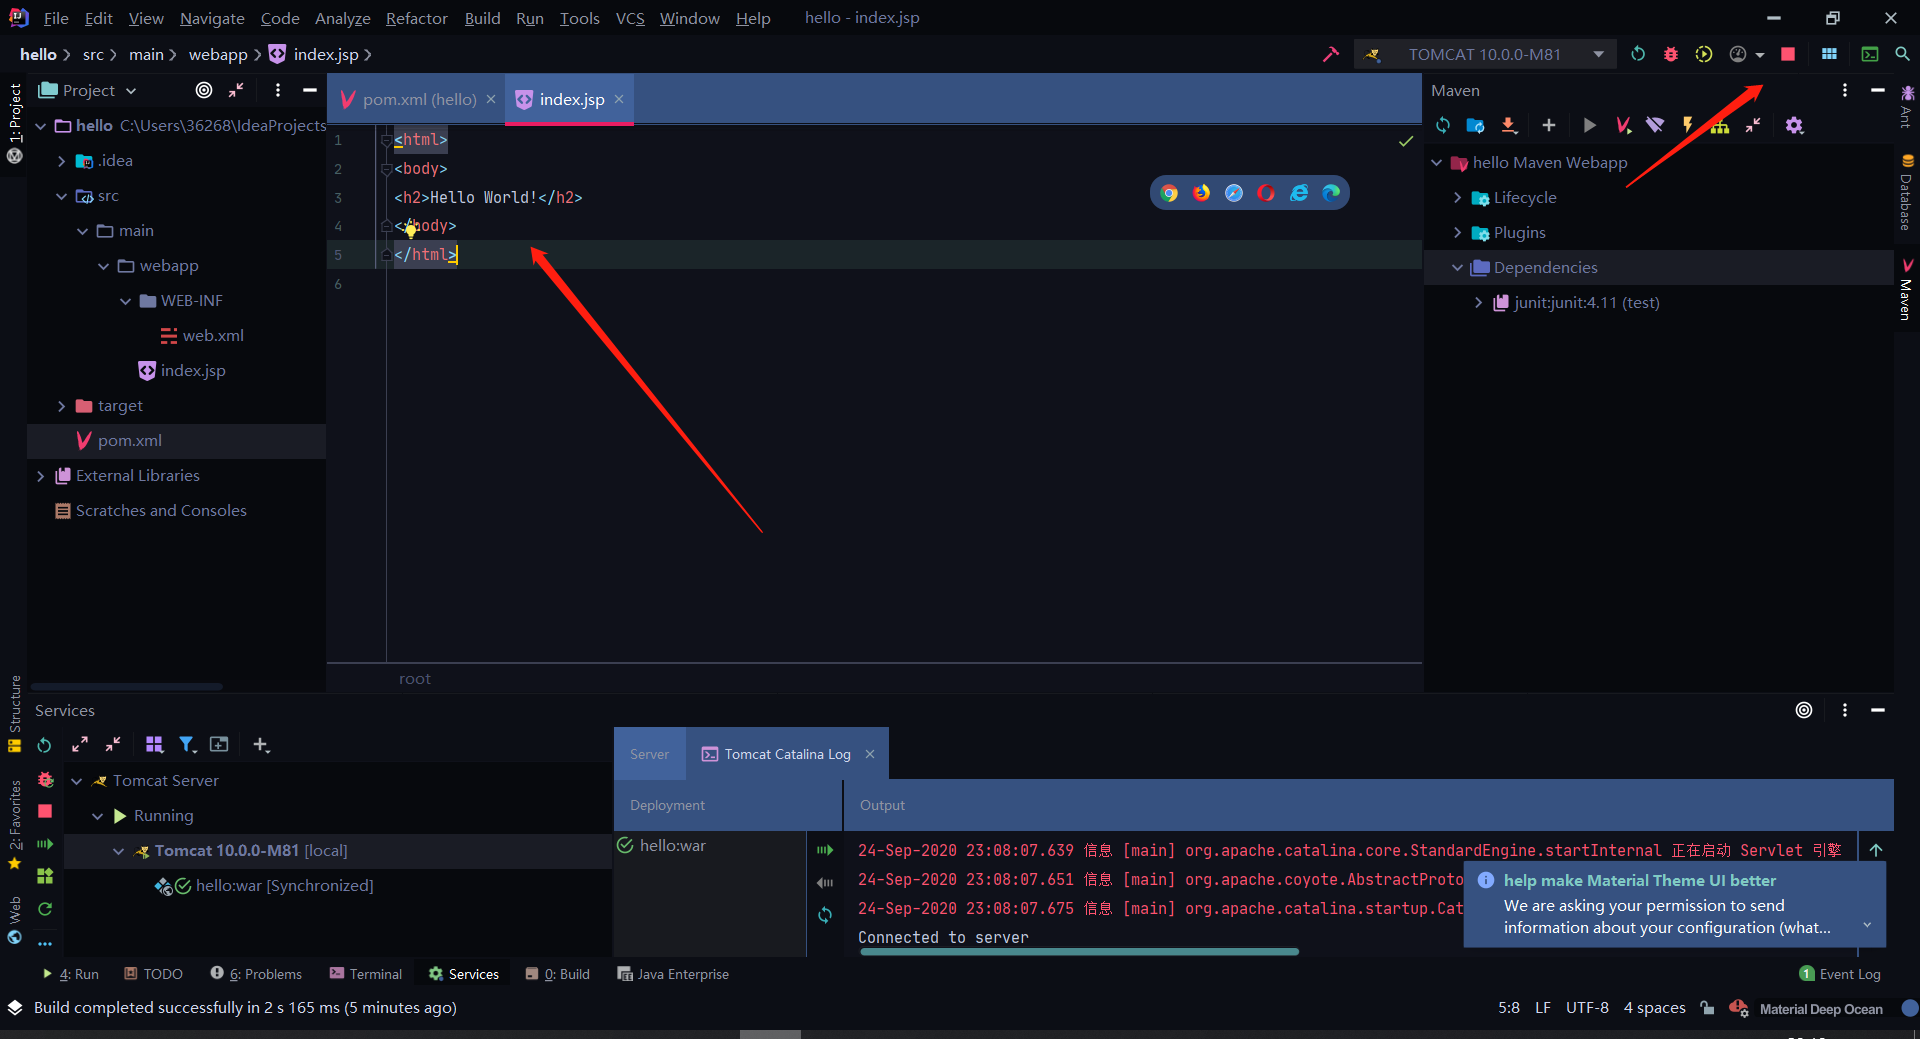 File Edit View Navigate Code Analyze Refactor Build Run Tools VCS Window Help hello - index.jsp
hello src main webapp index.jsp
TOMCAT 10.0.0-M81
Project
pom.xml (hello)
index.jsp
Maven
1: Project
hello C:\Users\36268\IdeaProjects
.idea
src
main
webapp
WEB-INF
web.xml
index.jsp
target
pom.xml
External Libraries
Scratches and Consoles
1 <html>
2 <body>
3 <h2>Hello World!</h2>
4 </body>
5 </html>
6
root
hello Maven Webapp
Lifecycle
Plugins
Dependencies
junit:junit:4.11 (test)
Ant
Database
Maven
Structure
2: Favorites
Web
Services
Tomcat Server
Running
Tomcat 10.0.0-M81 [local]
hello:war [Synchronized]
Server
Tomcat Catalina Log
Deployment
Output
hello:war
24-Sep-2020 23:08:07.639 信息 [main] org.apache.catalina.core.StandardEngine.startInternal 正在启动 Servlet 引擎
24-Sep-2020 23:08:07.651 信息 [main] org.apache.coyote.AbstractProto
24-Sep-2020 23:08:07.675 信息 [main] org.apache.catalina.startup.Cat
Connected to server
help make Material Theme UI better
We are asking your permission to send
information about your configuration (what...
4: Run TODO 6: Problems Terminal Services 0: Build Java Enterprise
1 Event Log
Build completed successfully in 2 s 165 ms (5 minutes ago)
5:8 LF UTF-8 4 spaces Material Deep Ocean